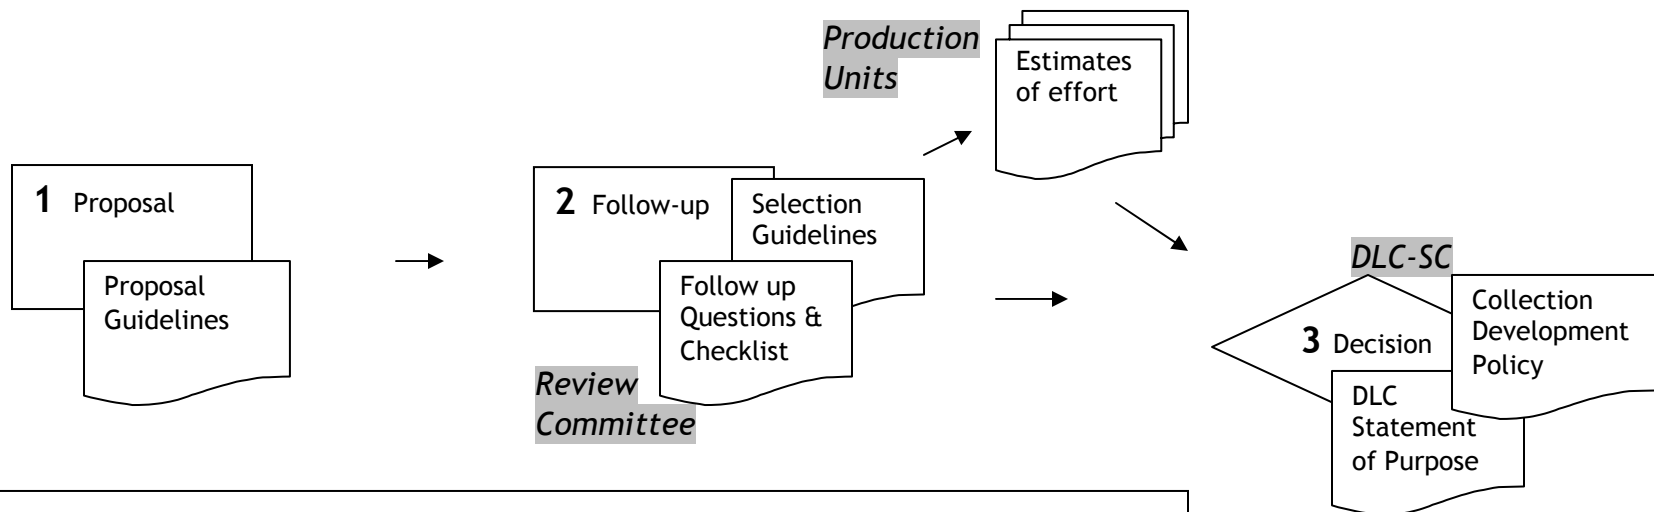 Production
Units
Estimates
of effort
1 Proposal
Proposal
Guidelines
2 Follow-up
Selection
Guidelines
Follow up
Questions &
Checklist
Review
Committee
DLC-SC
3 Decision
Collection
Development
Policy
DLC
Statement
of Purpose